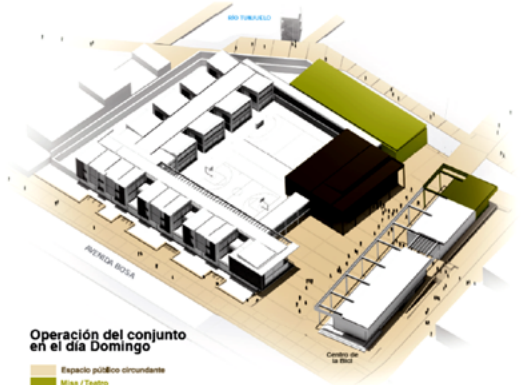 RÍO TUNJUELO
AVENIDA BOSA
Operación del conjunto
en el día Domingo
Espacio público circundante
Misa / Teatro
Centro de
la Bici